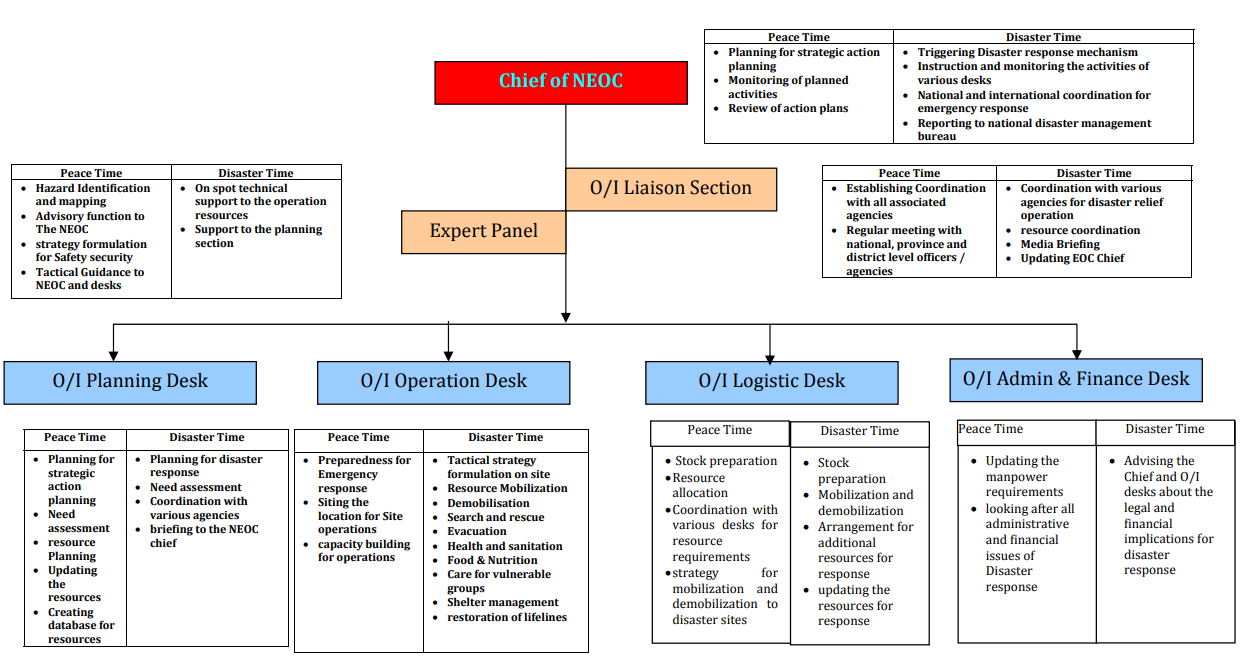 Peace Time
Disaster Time
• Planning for strategic action
planning
• Monitoring of planned
activities
• Review of action plans
• Triggering Disaster response mechanism
• Instruction and monitoring the activities of
various desks
• National and international coordination for
emergency response
• Reporting to national disaster management
bureau
Chief of NEOC
Peace Time
Disaster Time
• Hazard Identification
and mapping
• Advisory function to
The NEOC
• strategy formulation
for Safety security
• Tactical Guidance to
NEOC and desks
• On spot technical
support to the operation
resources
• Support to the planning
section
O/I Liaison Section
Expert Panel
Peace Time
Disaster Time
• Establishing Coordination
with all associated
agencies
• Regular meeting with
national, province and
district level officers /
agencies
• Coordination with various
agencies for disaster relief
operation
• resource coordination
• Media Briefing
• Updating EOC Chief
O/I Planning Desk
O/I Operation Desk
O/I Logistic Desk
O/I Admin & Finance Desk
Peace Time
Disaster Time
• Planning for
strategic
action
planning
• Need
assessment
• resource
Planning
• Updating
the
resources
• Creating
database for
resources
• Planning for disaster
response
• Need assessment
• Coordination with
various agencies
• briefing to the NEOC
chief
Peace Time
Disaster Time
• Preparedness for
Emergency
response
• Siting the
location for Site
operations
• capacity building
for operations
• Tactical strategy
formulation on site
• Resource Mobilization
• Demobilisation
• Search and rescue
• Evacuation
• Health and sanitation
• Food & Nutrition
• Care for vulnerable
groups
• Shelter management
• restoration of lifelines
Peace Time
Disaster Time
• Stock preparation
• Resource
allocation
• Coordination with
various desks for
resource
requirements
• strategy for
mobilization and
demobilization to
disaster sites
• Stock
preparation
• Mobilization and
demobilization
• Arrangement for
additional
resources for
response
• updating the
resources for
response
Peace Time
Disaster Time
• Updating the
manpower
requirements
• looking after all
administrative
and financial
issues of
Disaster
response
• Advising the
Chief and O/I
desks about the
legal and
financial
implications for
disaster
response